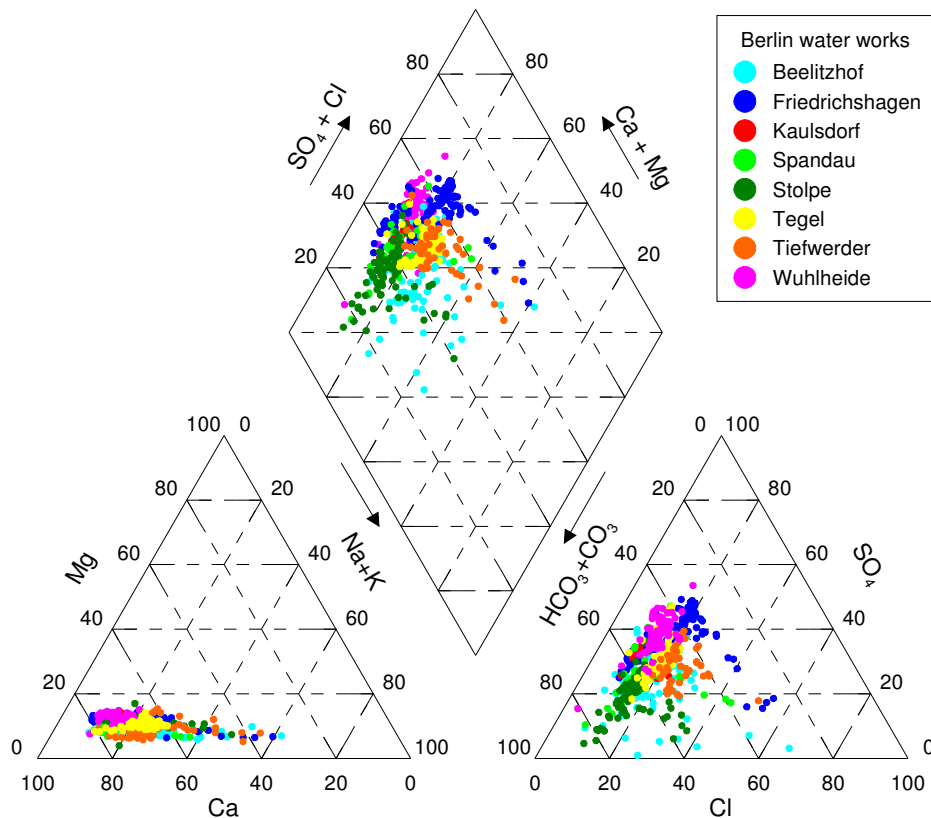 Berlin water works
Beelitzhof
Friedrichshagen
Kaulsdorf
Spandau
Stolpe
Tegel
Tiefwerder
Wuhlheide
80 80
60 60
40 40
20 20
SO4 + Cl
Ca + Mg
Na+K
HCO3+CO3
100 0
80 20
60 40
40 60
20 80
0 100
100 80 60 40 20 0
Mg
Ca
0 100
20 80
40 60
60 40
80 20
100 0
0 20 40 60 80 100
SO4
Cl